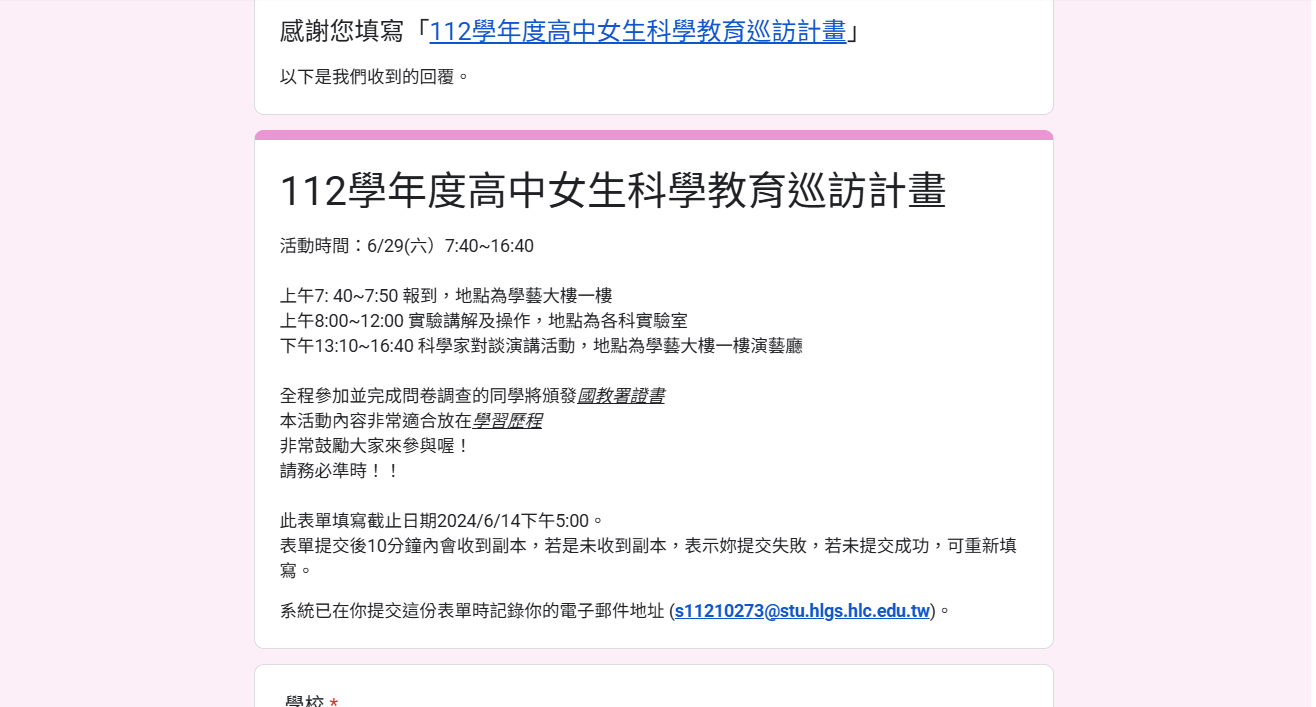 感謝您填寫「112學年度高中女生科學教育巡訪計畫」
以下是我們收到的回覆。
112學年度高中女生科學教育巡訪計畫
活動時間：6/29(六）7:40~16:40
上午7: 40~7:50 報到，地點為學藝大樓一樓
上午8:00~12:00 實驗講解及操作，地點為各科實驗室
下午13:10~16:40 科學家對談演講活動，地點為學藝大樓一樓演藝廳
全程參加並完成問卷調查的同學將頒發國教署證書
本活動內容非常適合放在學習歷程
非常鼓勵大家來參與喔！
請務必準時！！
此表單填寫截止日期2024/6/14下午5:00。
表單提交後10分鐘內會收到副本，若是未收到副本，表示妳提交失敗，若未提交成功，可重新填
寫。
系統已在你提交這份表單時記錄你的電子郵件地址 (s11210273@stu.hlgs.hlc.edu.tw)。
學校 *